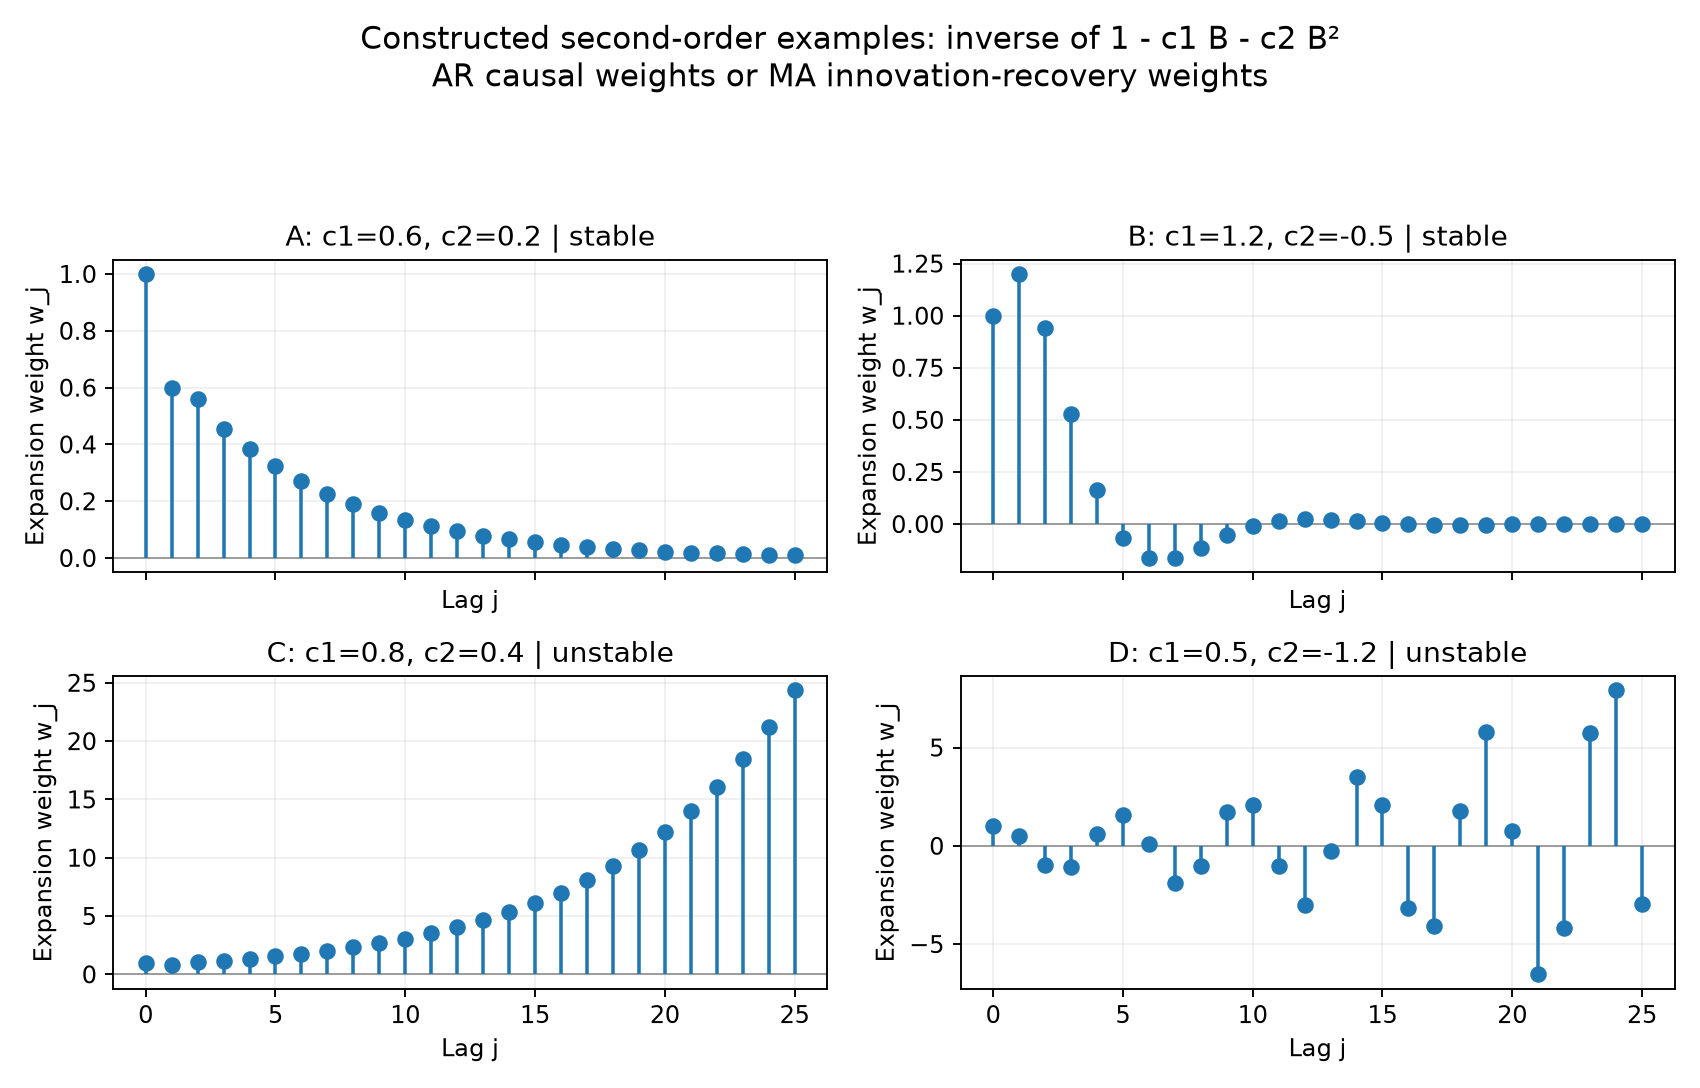 Constructed second-order examples: inverse of 1 - c1 B - c2 B²
AR causal weights or MA innovation-recovery weights
A: c1=0.6, c2=0.2 | stable
Expansion weight w_j
1.0
0.8
0.6
0.4
0.2
0.0
Lag j
B: c1=1.2, c2=-0.5 | stable
Expansion weight w_j
1.25
1.00
0.75
0.50
0.25
0.00
Lag j
C: c1=0.8, c2=0.4 | unstable
Expansion weight w_j
25
20
15
10
5
0
0 5 10 15 20 25
Lag j
D: c1=0.5, c2=-1.2 | unstable
Expansion weight w_j
5
0
−5
0 5 10 15 20 25
Lag j